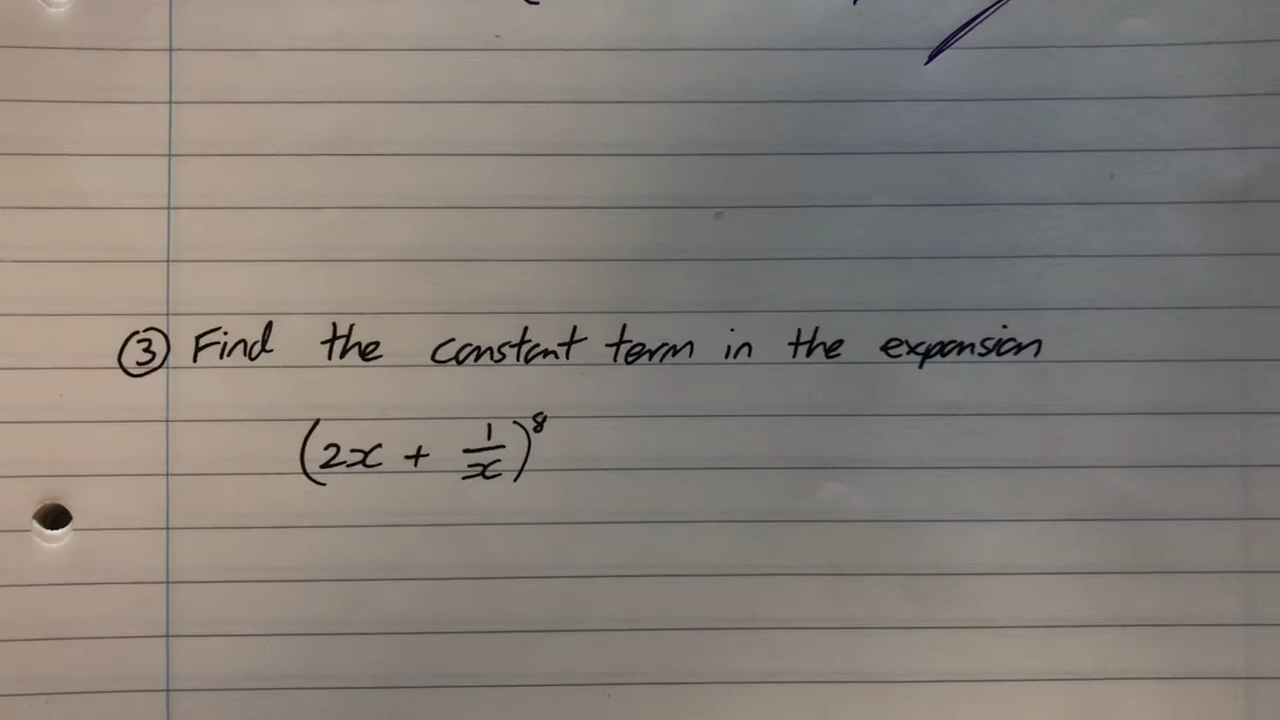 ③ Find the constant term in the expansion
(2x + 1/x)^8